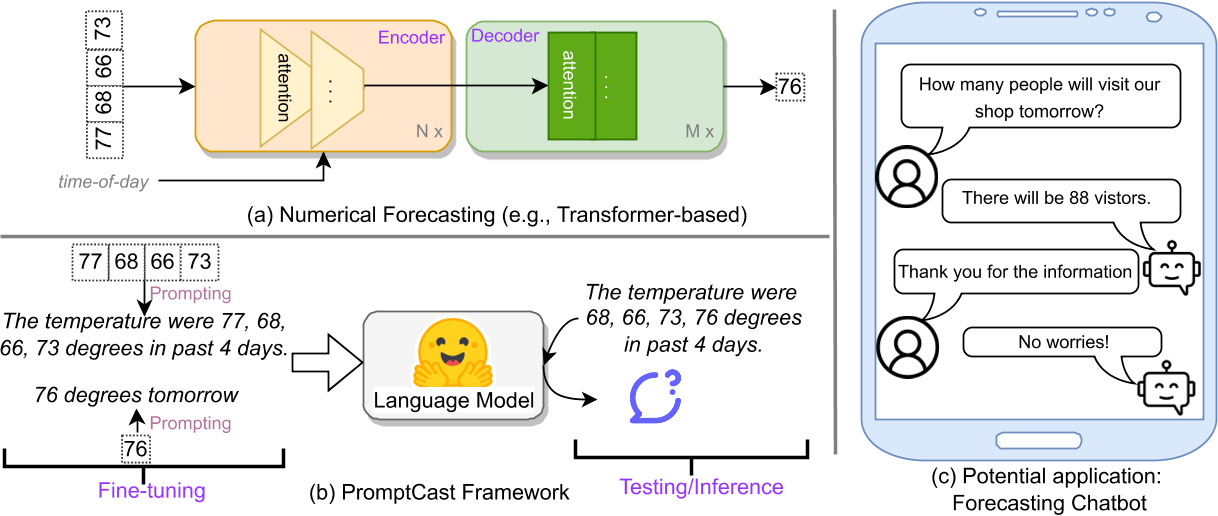 73
66
68
77
Encoder
attention
...
N x
Decoder
attention
...
M x
76
time-of-day
(a) Numerical Forecasting (e.g., Transformer-based)
77 68 66 73
Prompting
The temperature were 77, 68,
66, 73 degrees in past 4 days.
76 degrees tomorrow
Prompting
76
Fine-tuning
Language Model
The temperature were
68, 66, 73, 76 degrees
in past 4 days.
?
Testing/Inference
(b) PromptCast Framework
How many people will visit our
shop tomorrow?
There will be 88 vistors.
Thank you for the information
No worries!
(c) Potential application:
Forecasting Chatbot